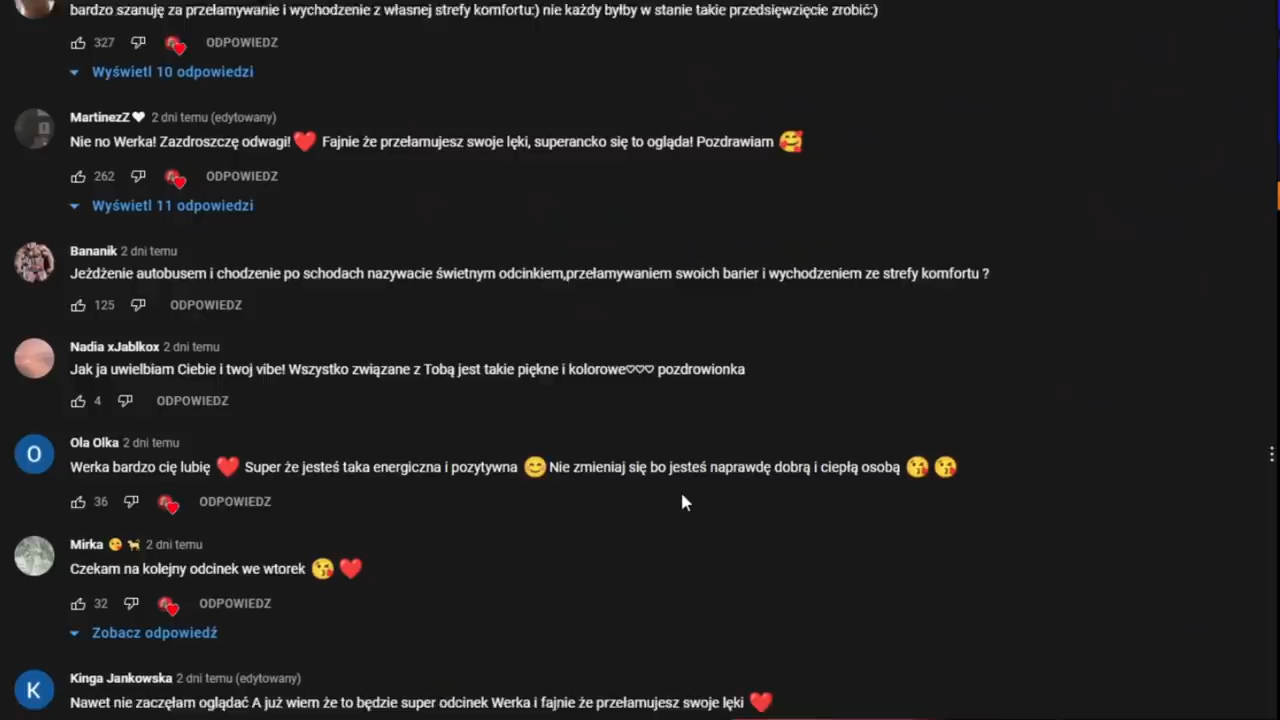 bardzo szanuję za przełamywanie i wychodzenie z własnej strefy komfortu:) nie każdy byłby w stanie takie przedsięwzięcie zrobić:)
327 ODPOWIEDZ
Wyświetl 10 odpowiedzi
MartinezZ🖤 2 dni temu (edytowany)
Nie no Werka! Zazdroszczę odwagi!❤️ Fajnie że przełamujesz swoje lęki, superancko się to ogląda! Pozdrawiam 🥰
262 ODPOWIEDZ
Wyświetl 11 odpowiedzi
Bananik 2 dni temu
Jeżdżenie autobusem i chodzenie po schodach nazywacie świetnym odcinkiem,przełamywaniem swoich barier i wychodzeniem ze strefy komfortu ?
125 ODPOWIEDZ
Nadia xJablkox 2 dni temu
Jak ja uwielbiam Ciebie i twoj vibe! Wszystko związane z Tobą jest takie piękne i kolorowe♡♡♡ pozdrowionka
4 ODPOWIEDZ
O
Ola Olka 2 dni temu
Werka bardzo cię lubię ❤️ Super że jesteś taka energiczna i pozytywna 😊Nie zmieniaj się bo jesteś naprawdę dobrą i ciepłą osobą 😘 😘
36 ODPOWIEDZ
Mirka 😘 🐕 2 dni temu
Czekam na kolejny odcinek we wtorek 😘 ❤️
32 ODPOWIEDZ
Zobacz odpowiedź
K
Kinga Jankowska 2 dni temu (edytowany)
Nawet nie zaczęłam oglądać A już wiem że to będzie super odcinek Werka i fajnie że przełamujesz swoje lęki ❤️